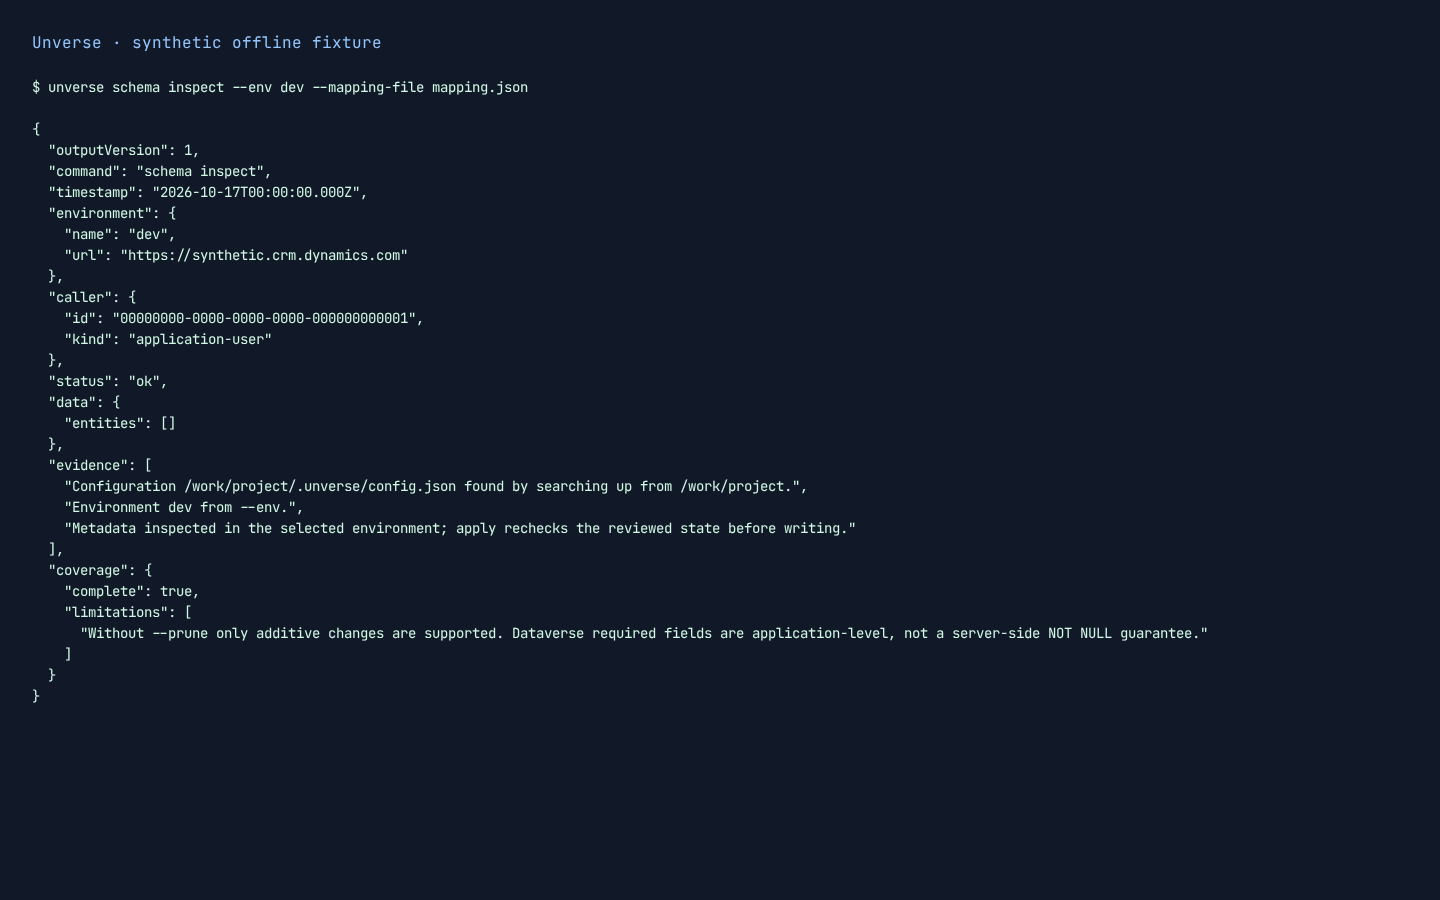 Unverse · synthetic offline fixture
$ unverse schema inspect --env dev --mapping-file mapping.json
{
  "outputVersion": 1,
  "command": "schema inspect",
  "timestamp": "2026-10-17T00:00:00.000Z",
  "environment": {
    "name": "dev",
    "url": "https://synthetic.crm.dynamics.com"
  },
  "caller": {
    "id": "00000000-0000-0000-0000-000000000001",
    "kind": "application-user"
  },
  "status": "ok",
  "data": {
    "entities": []
  },
  "evidence": [
    "Configuration /work/project/.unverse/config.json found by searching up from /work/project.",
    "Environment dev from --env.",
    "Metadata inspected in the selected environment; apply rechecks the reviewed state before writing."
  ],
  "coverage": {
    "complete": true,
    "limitations": [
      "Without --prune only additive changes are supported. Dataverse required fields are application-level, not a server-side NOT NULL guarantee."
    ]
  }
}